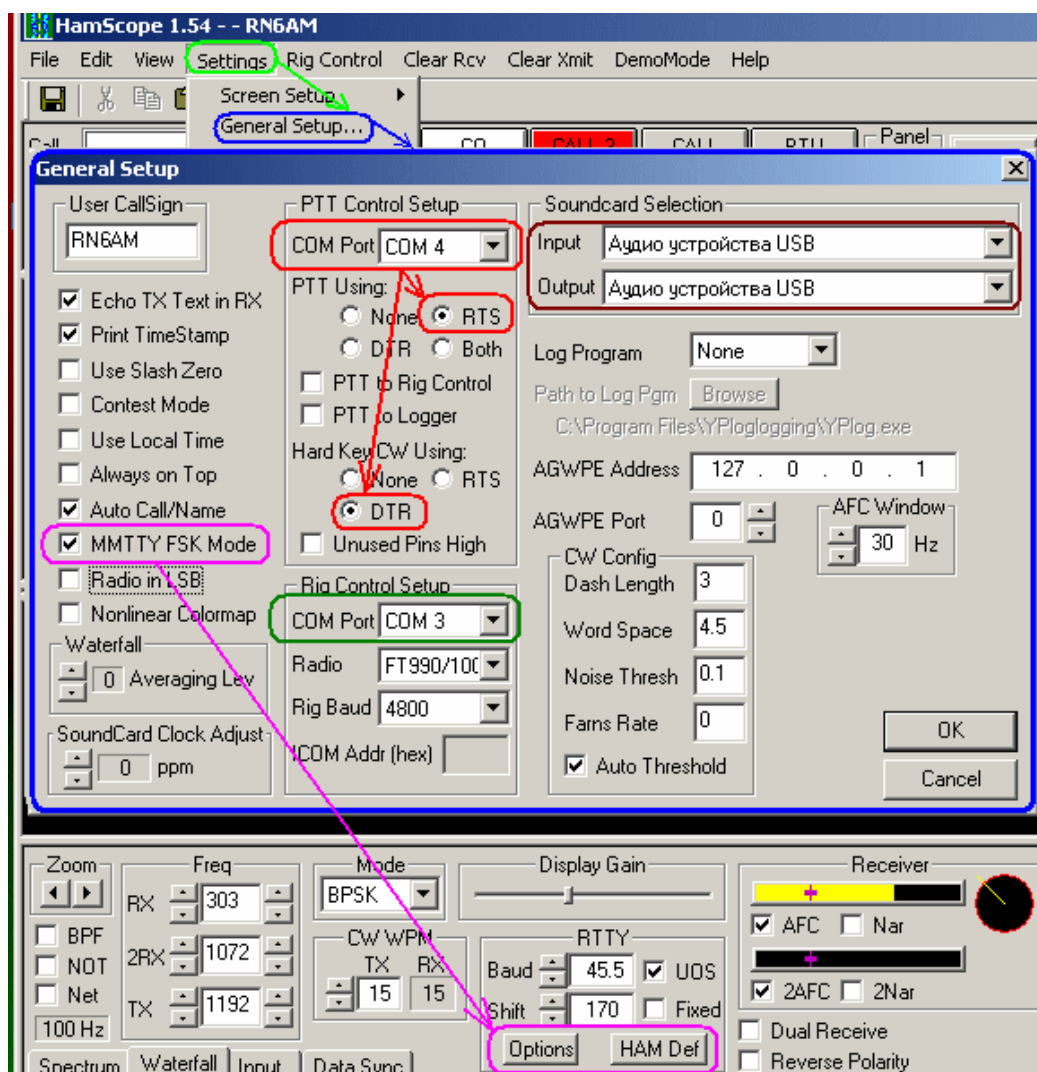 HamScope 1.54 - - RN6AM
File Edit View Settings Rig Control Clear Rcv Clear Xmit DemoMode Help
Screen Setup
General Setup...
Call CQ CALL 3 CALL RTU Panel
General Setup
User CallSign
RN6AM
Echo TX Text in RX
Print TimeStamp
Use Slash Zero
Contest Mode
Use Local Time
Always on Top
Auto Call/Name
MMTTY FSK Mode
Radio in LSB
Nonlinear Colormap
Waterfall
0 Averaging Lev
SoundCard Clock Adjust
0 ppm
PTT Control Setup
COM Port COM 4
PTT Using:
None RTS
DTR Both
PTT to Rig Control
PTT to Logger
Hard Key CW Using:
None RTS
DTR
Unused Pins High
Rig Control Setup
COM Port COM 3
Radio FT990/100
Rig Baud 4800
ICOM Addr (hex)
Soundcard Selection
Input Аудио устройства USB
Output Аудио устройства USB
Log Program None
Path to Log Pgm Browse
C:\Program Files\YPloglogging\YPlog.exe
AGWPE Address 127 . 0 . 0 . 1
AGWPE Port 0
AFC Window
30 Hz
CW Config
Dash Length 3
Word Space 4.5
Noise Thresh 0.1
Farns Rate 0
Auto Threshold
OK
Cancel
Zoom
BPF
NOT
Net
100 Hz
Freq
RX 303
2RX 1072
TX 1192
Mode
BPSK
CW WPM
TX RX
15 15
Display Gain
RTTY
Baud 45.5 UOS
Shift 170 Fixed
Options HAM Def
Receiver
AFC Nar
2AFC 2Nar
Dual Receive
Reverse Polarity
Spectrum Waterfall Input Data Sync